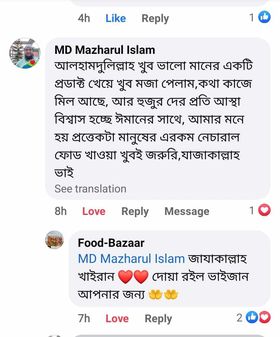 4h Like Reply
MD Mazharul Islam
আলহামদুলিল্লাহ খুব ভালো মানের একটি
প্রডাক্ট খেয়ে খুব মজা পেলাম,কথা কাজে
মিল আছে, আর হুজুর দের প্রতি আস্থা
বিশ্বাস হচ্ছে ঈমানের সাথে, আমার মনে
হয় প্রত্তেকটা মানুষের এরকম নেচারাল
ফোড খাওয়া খুবই জরুরি,যাজাকাল্লাহ
ভাই
See translation
8h Love Reply Message 1
Food-Bazaar
MD Mazharul Islam জাযাকাল্লাহ
খাইরান ❤️❤️ দোয়া রইল ভাইজান
আপনার জন্য 🤲🤲
7h Love Reply 2